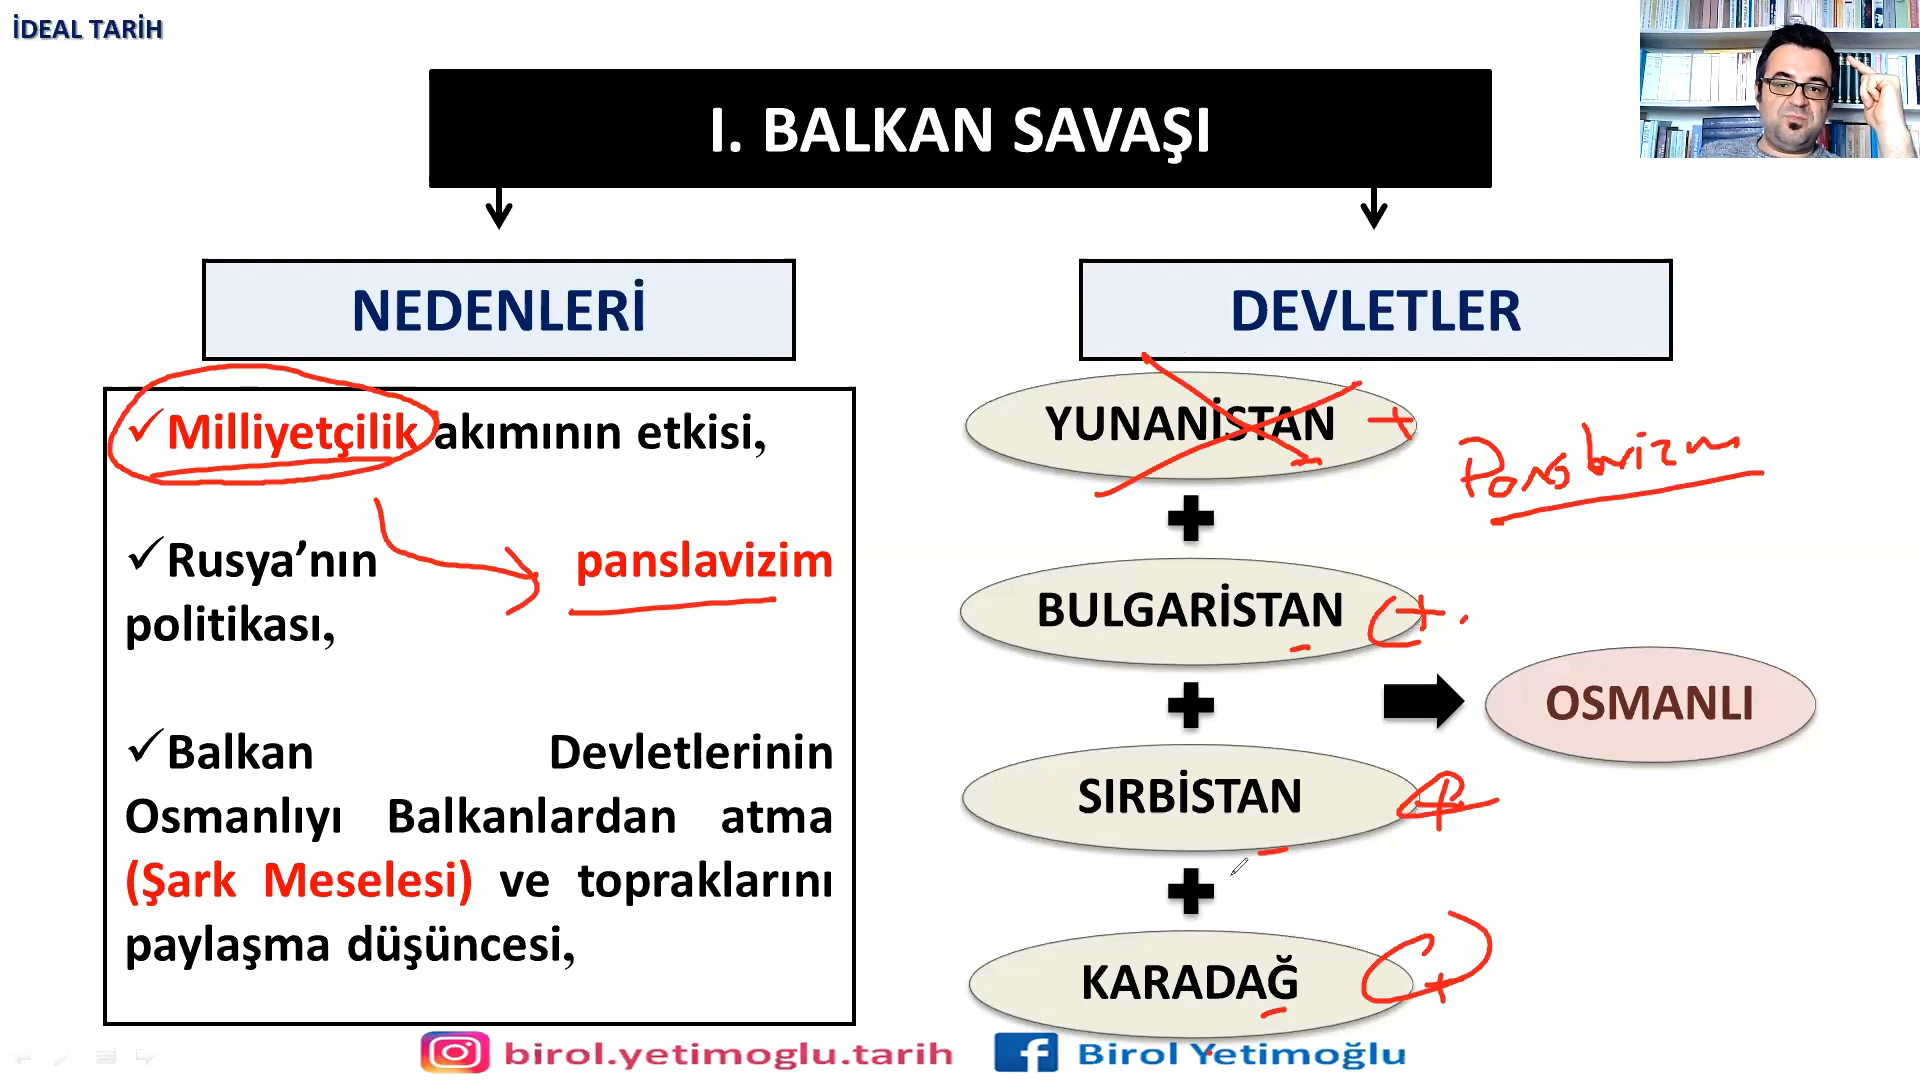 İDEAL TARİH
I. BALKAN SAVAŞI
NEDENLERİ
✓Milliyetçilik akımının etkisi,
✓Rusya’nın panslavizim
politikası,
✓Balkan Devletlerinin
Osmanlıyı Balkanlardan atma
(Şark Meselesi) ve topraklarını
paylaşma düşüncesi,
DEVLETLER
YUNANİSTAN +
Panslavizm
+
BULGARİSTAN +
+
OSMANLI
SIRBİSTAN +
+
KARADAĞ +
birol.yetimoglu.tarih
Birol Yetimoğlu